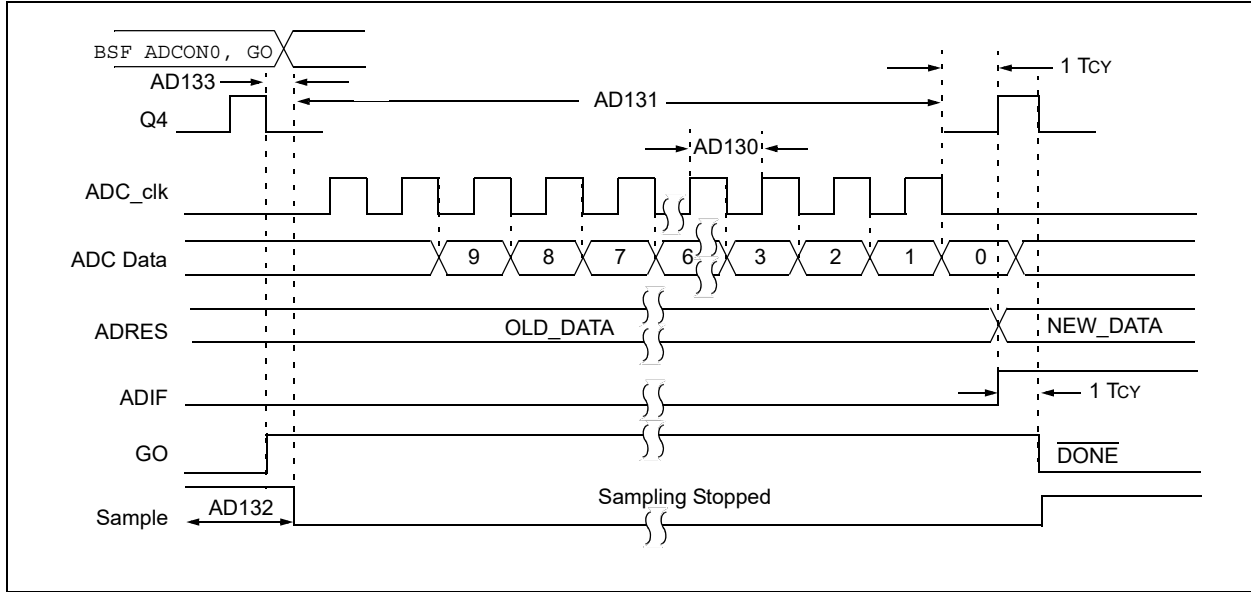 BSF ADCON0, GO
1 TCY
AD133
AD131
Q4
AD130
ADC_clk
ADC Data
9 8 7 6 3 2 1 0
ADRES
OLD_DATA
NEW_DATA
ADIF
1 TCY
GO
DONE
Sampling Stopped
AD132
Sample